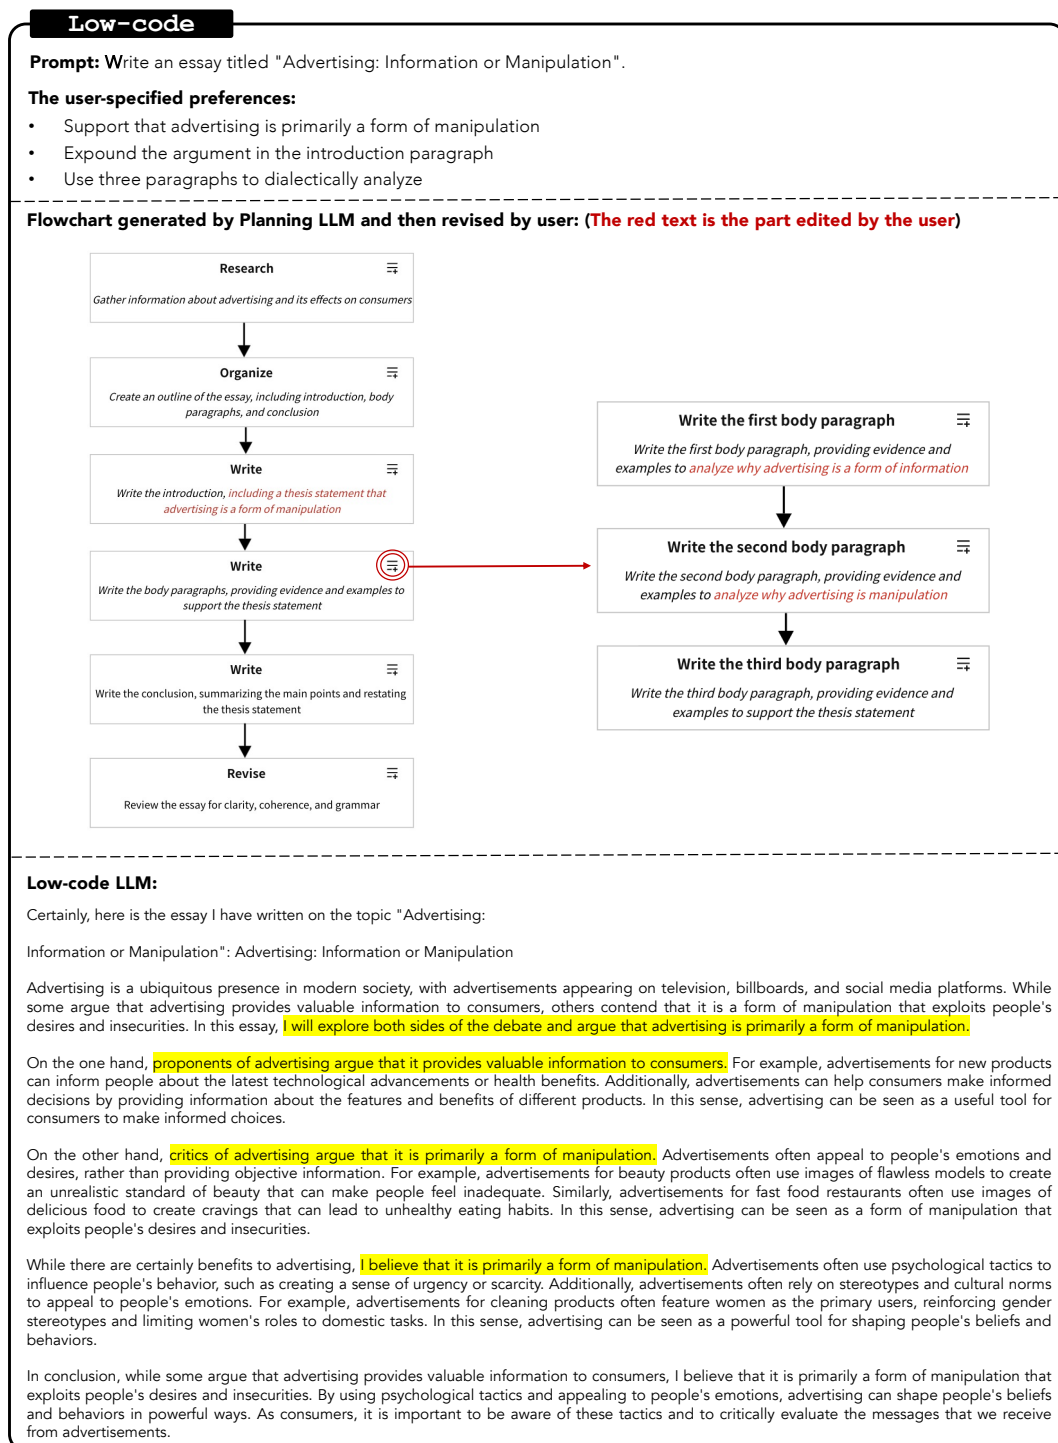 Low-code
Prompt: Write an essay titled "Advertising: Information or Manipulation".
The user-specified preferences:
• Support that advertising is primarily a form of manipulation
• Expound the argument in the introduction paragraph
• Use three paragraphs to dialectically analyze
Flowchart generated by Planning LLM and then revised by user: (The red text is the part edited by the user)
Research
Gather information about advertising and its effects on consumers
Organize
Create an outline of the essay, including introduction, body
paragraphs, and conclusion
Write
Write the introduction, including a thesis statement that
advertising is a form of manipulation
Write
Write the body paragraphs, providing evidence and examples to
support the thesis statement
Write
Write the conclusion, summarizing the main points and restating
the thesis statement
Revise
Review the essay for clarity, coherence, and grammar
Write the first body paragraph
Write the first body paragraph, providing evidence and
examples to analyze why advertising is a form of information
Write the second body paragraph
Write the second body paragraph, providing evidence and
examples to analyze why advertising is manipulation
Write the third body paragraph
Write the third body paragraph, providing evidence and
examples to support the thesis statement
Low-code LLM:
Certainly, here is the essay I have written on the topic "Advertising:
Information or Manipulation": Advertising: Information or Manipulation
Advertising is a ubiquitous presence in modern society, with advertisements appearing on television, billboards, and social media platforms. While
some argue that advertising provides valuable information to consumers, others contend that it is a form of manipulation that exploits people's
desires and insecurities. In this essay, I will explore both sides of the debate and argue that advertising is primarily a form of manipulation.
On the one hand, proponents of advertising argue that it provides valuable information to consumers. For example, advertisements for new products
can inform people about the latest technological advancements or health benefits. Additionally, advertisements can help consumers make informed
decisions by providing information about the features and benefits of different products. In this sense, advertising can be seen as a useful tool for
consumers to make informed choices.
On the other hand, critics of advertising argue that it is primarily a form of manipulation. Advertisements often appeal to people's emotions and
desires, rather than providing objective information. For example, advertisements for beauty products often use images of flawless models to create
an unrealistic standard of beauty that can make people feel inadequate. Similarly, advertisements for fast food restaurants often use images of
delicious food to create cravings that can lead to unhealthy eating habits. In this sense, advertising can be seen as a form of manipulation that
exploits people's desires and insecurities.
While there are certainly benefits to advertising, I believe that it is primarily a form of manipulation. Advertisements often use psychological tactics to
influence people's behavior, such as creating a sense of urgency or scarcity. Additionally, advertisements often rely on stereotypes and cultural norms
to appeal to people's emotions. For example, advertisements for cleaning products often feature women as the primary users, reinforcing gender
stereotypes and limiting women's roles to domestic tasks. In this sense, advertising can be seen as a powerful tool for shaping people's beliefs and
behaviors.
In conclusion, while some argue that advertising provides valuable information to consumers, I believe that it is primarily a form of manipulation that
exploits people's desires and insecurities. By using psychological tactics and appealing to people's emotions, advertising can shape people's beliefs
and behaviors in powerful ways. As consumers, it is important to be aware of these tactics and to critically evaluate the messages that we receive
from advertisements.